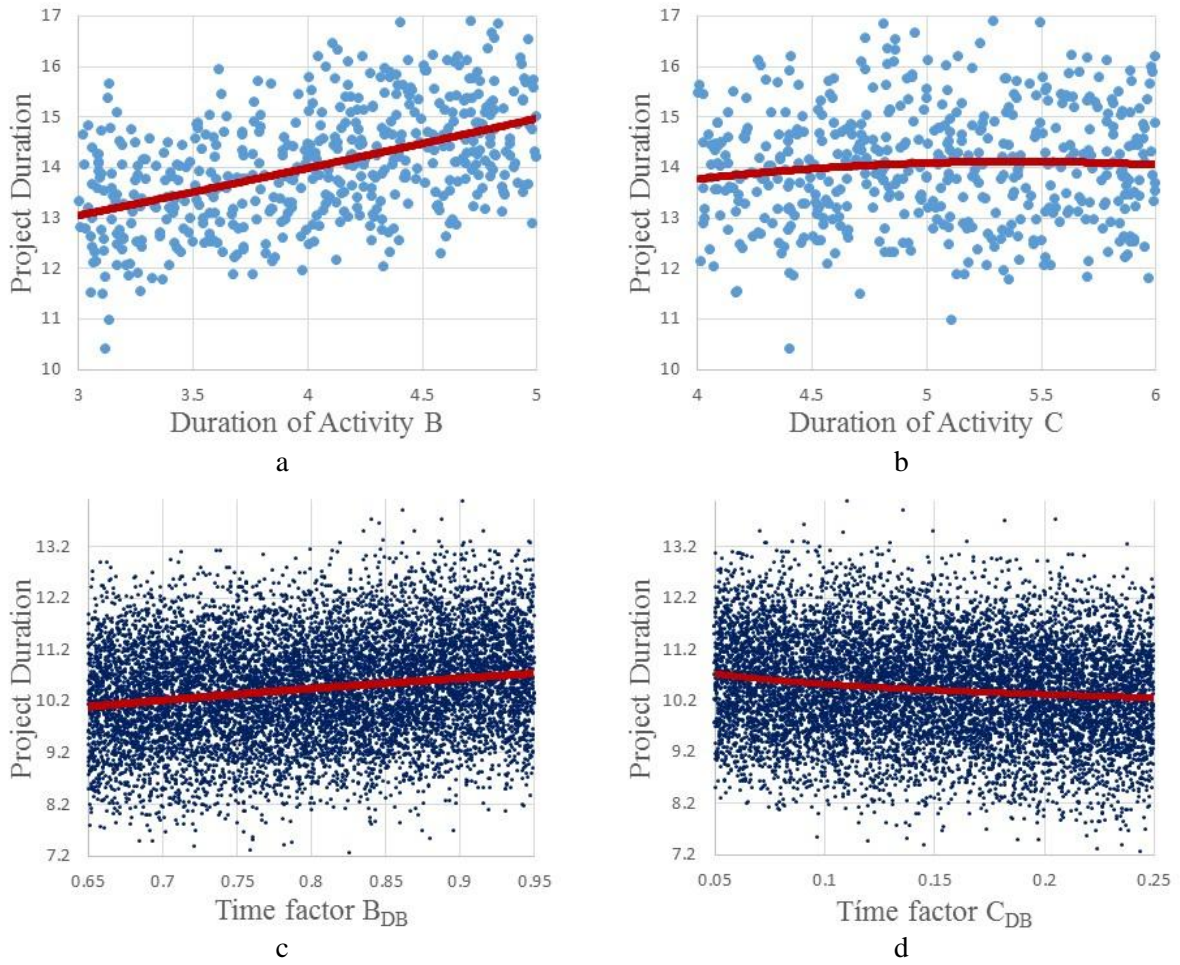 17
16
15
14
13
12
11
10
Project Duration
3 3.5 4 4.5 5
Duration of Activity B
a
17
16
15
14
13
12
11
10
Project Duration
4 4.5 5 5.5 6
Duration of Activity C
b
13.2
12.2
11.2
10.2
9.2
8.2
7.2
Project Duration
0.65 0.7 0.75 0.8 0.85 0.9 0.95
Time factor B_DB
c
13.2
12.2
11.2
10.2
9.2
8.2
7.2
Project Duration
0.05 0.1 0.15 0.2 0.25
Tíme factor C_DB
d